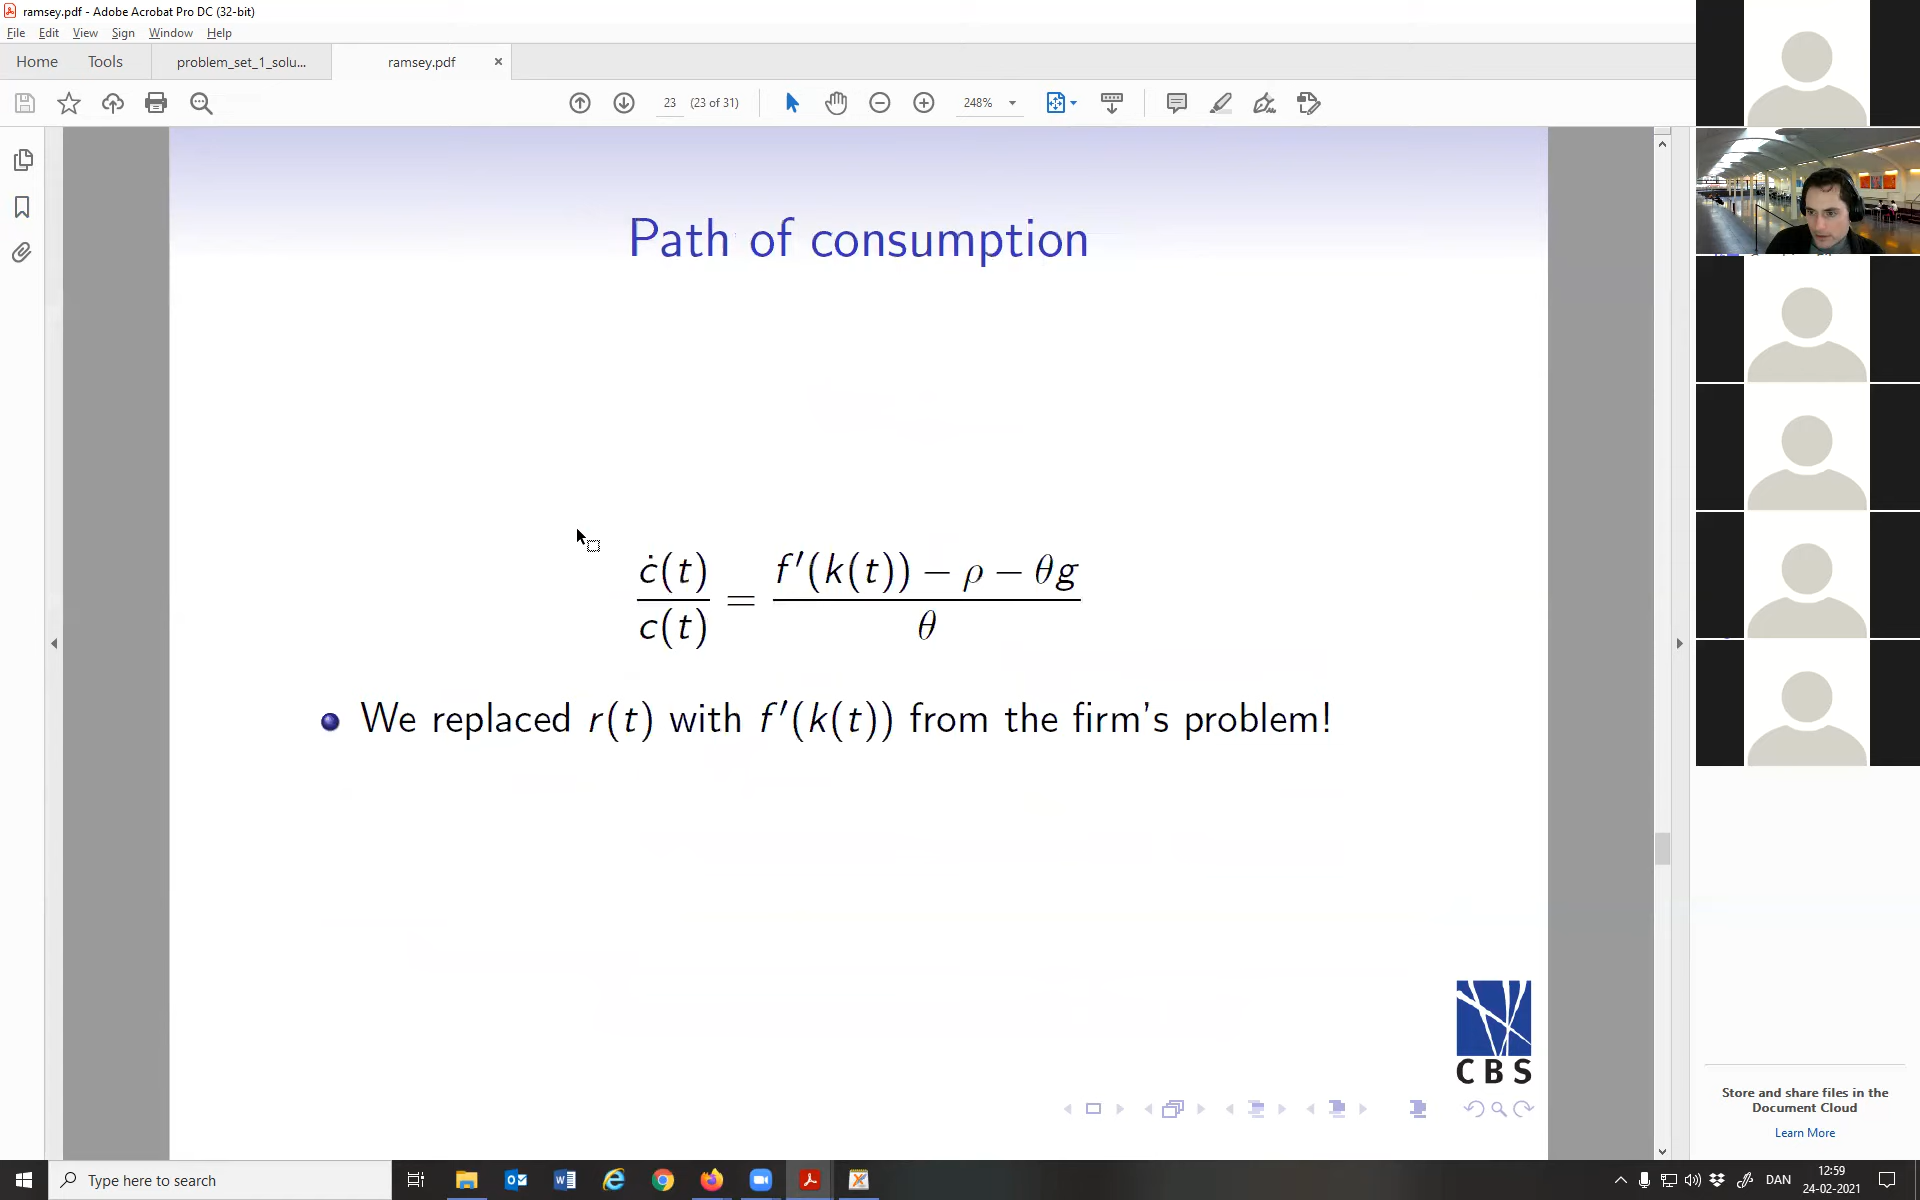 ramsey.pdf - Adobe Acrobat Pro DC (32-bit)
File Edit View Sign Window Help
Home Tools problem_set_1_solu... ramsey.pdf ×
23 (23 of 31) 248%
Path of consumption
ċ(t)/c(t) = (f′(k(t)) − ρ − θg)/θ
We replaced r(t) with f′(k(t)) from the firm's problem!
CBS
Store and share files in the
Document Cloud
Learn More
Type here to search
DAN
12:59
24-02-2021